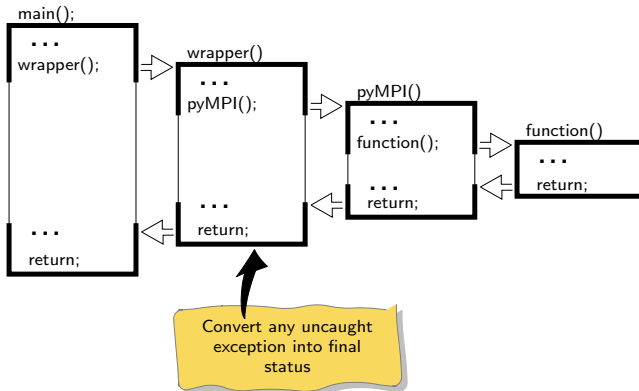 main();
...
wrapper();
...
return;
wrapper()
...
pyMPI();
...
return;
pyMPI()
...
function();
...
return;
function()
...
return;
Convert any uncaught
exception into final
status